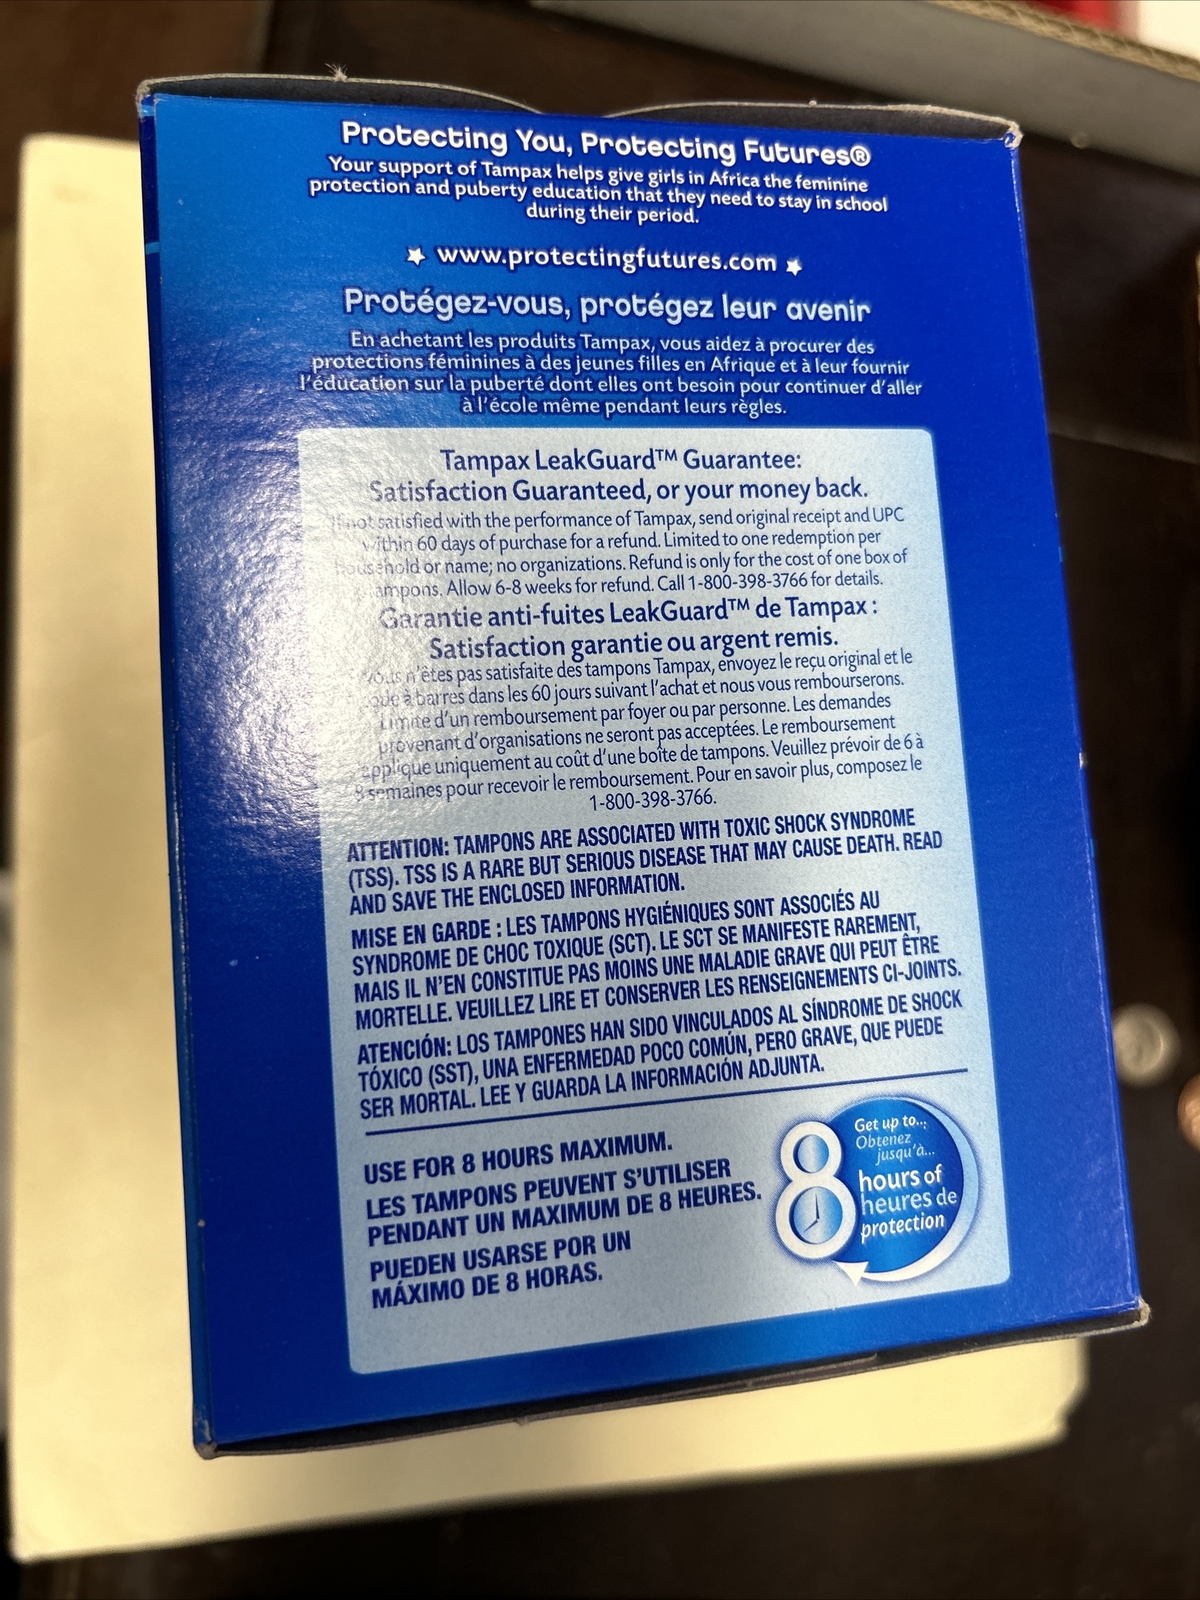 Protecting You, Protecting Futures®
Your support of Tampax helps give girls in Africa the feminine
protection and puberty education that they need to stay in school
during their period.
www.protectingfutures.com
Protégez-vous, protégez leur avenir
En achetant les produits Tampax, vous aidez à procurer des
protections féminines à des jeunes filles en Afrique et à leur fournir
l'éducation sur la puberté dont elles ont besoin pour continuer d'aller
à l'école même pendant leurs règles.
Tampax LeakGuard™ Guarantee:
Satisfaction Guaranteed, or your money back.
If not satisfied with the performance of Tampax, send original receipt and UPC
within 60 days of purchase for a refund. Limited to one redemption per
household or name; no organizations. Refund is only for the cost of one box of
tampons. Allow 6-8 weeks for refund. Call 1-800-398-3766 for details.
Garantie anti-fuites LeakGuard™ de Tampax :
Satisfaction garantie ou argent remis.
vous n'êtes pas satisfaite des tampons Tampax, envoyez le reçu original et le
code à barres dans les 60 jours suivant l'achat et nous vous rembourserons.
Limite d'un remboursement par foyer ou par personne. Les demandes
provenant d'organisations ne seront pas acceptées. Le remboursement
applique uniquement au coût d'une boîte de tampons. Veuillez prévoir de 6 à
8 semaines pour recevoir le remboursement. Pour en savoir plus, composez le
1-800-398-3766.
ATTENTION: TAMPONS ARE ASSOCIATED WITH TOXIC SHOCK SYNDROME
(TSS). TSS IS A RARE BUT SERIOUS DISEASE THAT MAY CAUSE DEATH. READ
AND SAVE THE ENCLOSED INFORMATION.
MISE EN GARDE : LES TAMPONS HYGIÉNIQUES SONT ASSOCIÉS AU
SYNDROME DE CHOC TOXIQUE (SCT). LE SCT SE MANIFESTE RAREMENT,
MAIS IL N'EN CONSTITUE PAS MOINS UNE MALADIE GRAVE QUI PEUT ÊTRE
MORTELLE. VEUILLEZ LIRE ET CONSERVER LES RENSEIGNEMENTS CI-JOINTS.
ATENCIÓN: LOS TAMPONES HAN SIDO VINCULADOS AL SÍNDROME DE SHOCK
TÓXICO (SST), UNA ENFERMEDAD POCO COMÚN, PERO GRAVE, QUE PUEDE
SER MORTAL. LEE Y GUARDA LA INFORMACIÓN ADJUNTA.
USE FOR 8 HOURS MAXIMUM.
LES TAMPONS PEUVENT S'UTILISER
PENDANT UN MAXIMUM DE 8 HEURES.
PUEDEN USARSE POR UN
MÁXIMO DE 8 HORAS.
Get up to...
Obtenez
jusqu'à...
8
hours of
heures de
protection